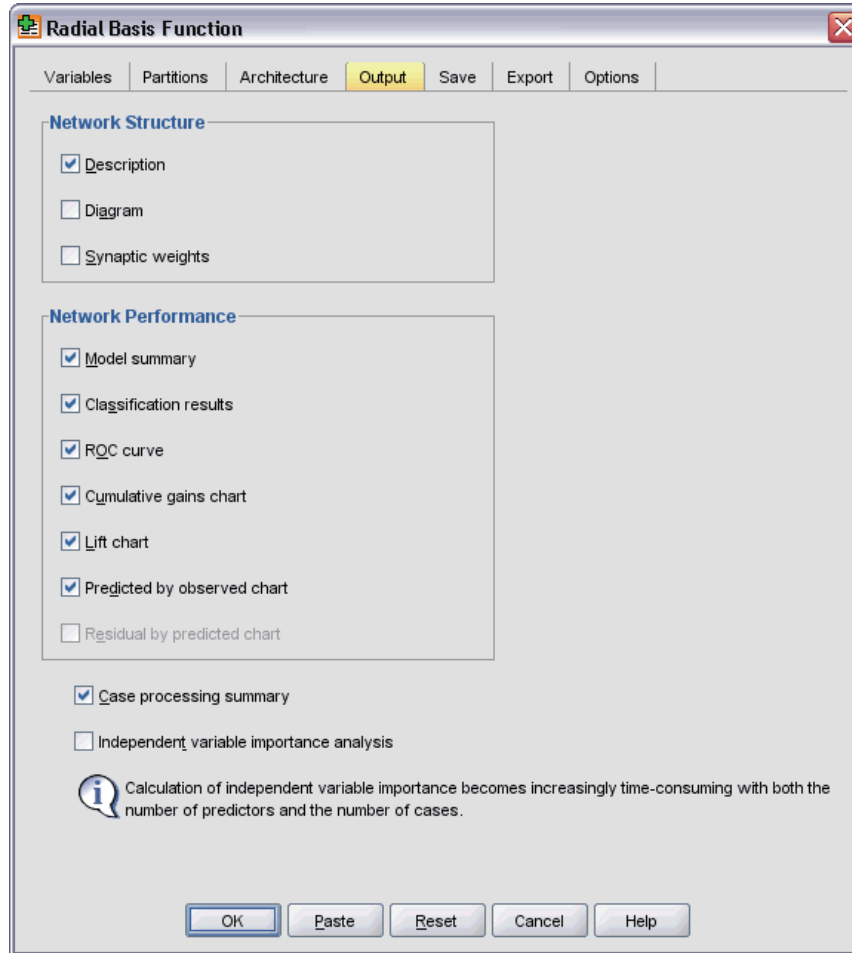 Radial Basis Function
Variables Partitions Architecture Output Save Export Options
Network Structure
Description
Diagram
Synaptic weights
Network Performance
Model summary
Classification results
ROC curve
Cumulative gains chart
Lift chart
Predicted by observed chart
Residual by predicted chart
Case processing summary
Independent variable importance analysis
Calculation of independent variable importance becomes increasingly time-consuming with both the
number of predictors and the number of cases.
OK Paste Reset Cancel Help